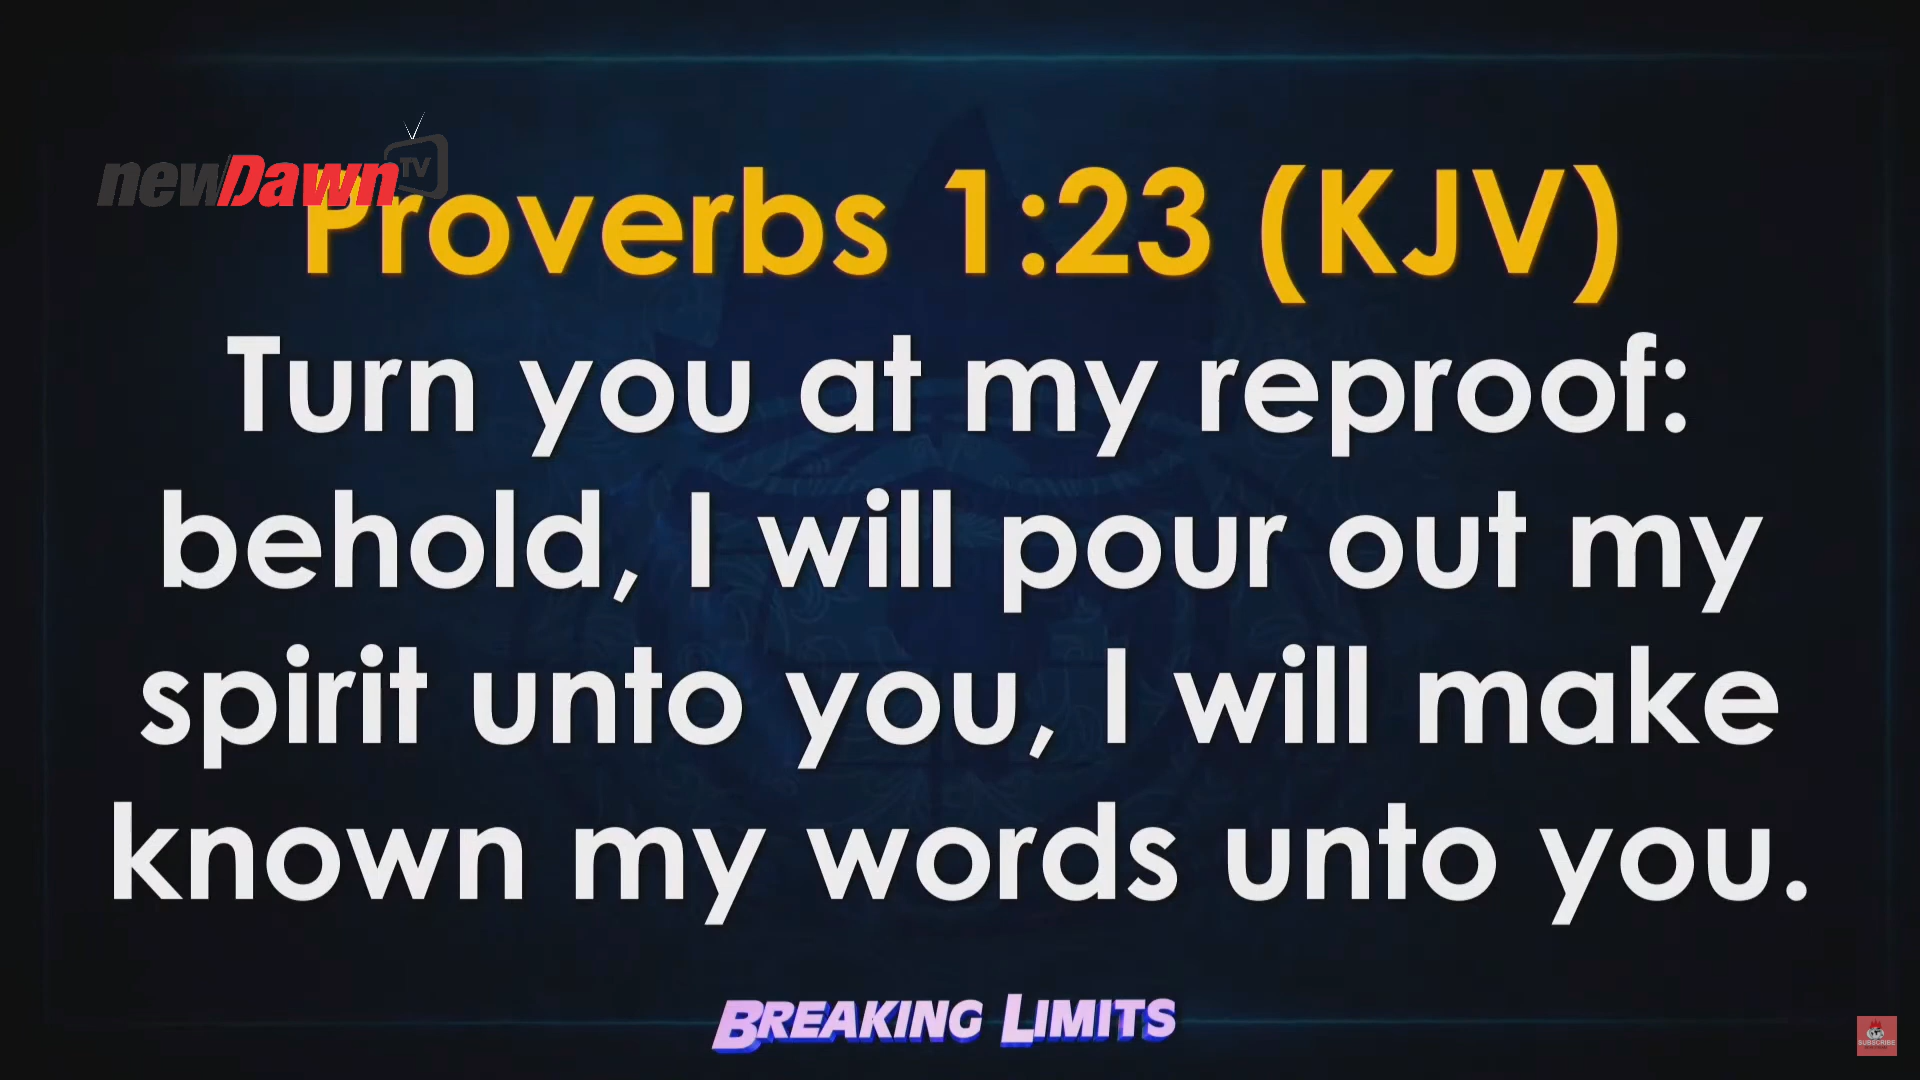 newDawn TV
Proverbs 1:23 (KJV)
Turn you at my reproof:
behold, I will pour out my
spirit unto you, I will make
known my words unto you.
BREAKING LIMITS
SUBSCRIBE